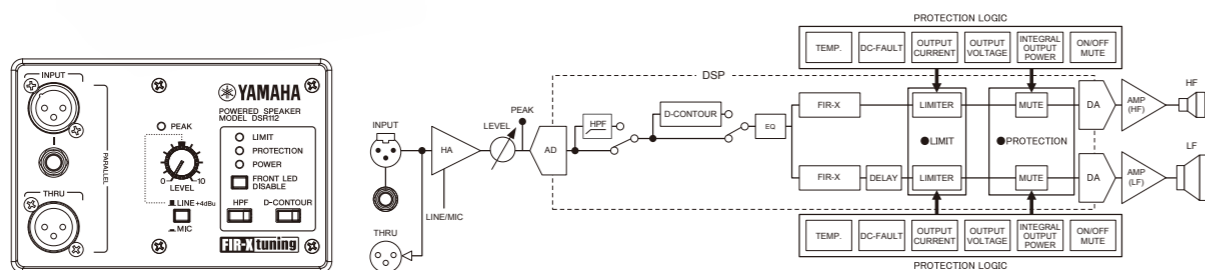 INPUT
PARALLEL
THRU
PEAK
0 10
LEVEL
LINE +4dBu
MIC
YAMAHA
POWERED SPEAKER
MODEL DSR112
LIMIT
PROTECTION
POWER
FRONT LED
DISABLE
HPF D-CONTOUR
FIR-X tuning
INPUT
THRU
HA
LINE/MIC
LEVEL
PEAK
AD
DSP
HPF
D-CONTOUR
EQ
PROTECTION LOGIC
TEMP.
DC-FAULT
OUTPUT
CURRENT
OUTPUT
VOLTAGE
INTEGRAL
OUTPUT
POWER
ON/OFF
MUTE
FIR-X
LIMITER
MUTE
DA
AMP
(HF)
HF
LIMIT
PROTECTION
FIR-X
DELAY
LIMITER
MUTE
DA
AMP
(LF)
LF
TEMP.
DC-FAULT
OUTPUT
CURRENT
OUTPUT
VOLTAGE
INTEGRAL
OUTPUT
POWER
ON/OFF
MUTE
PROTECTION LOGIC